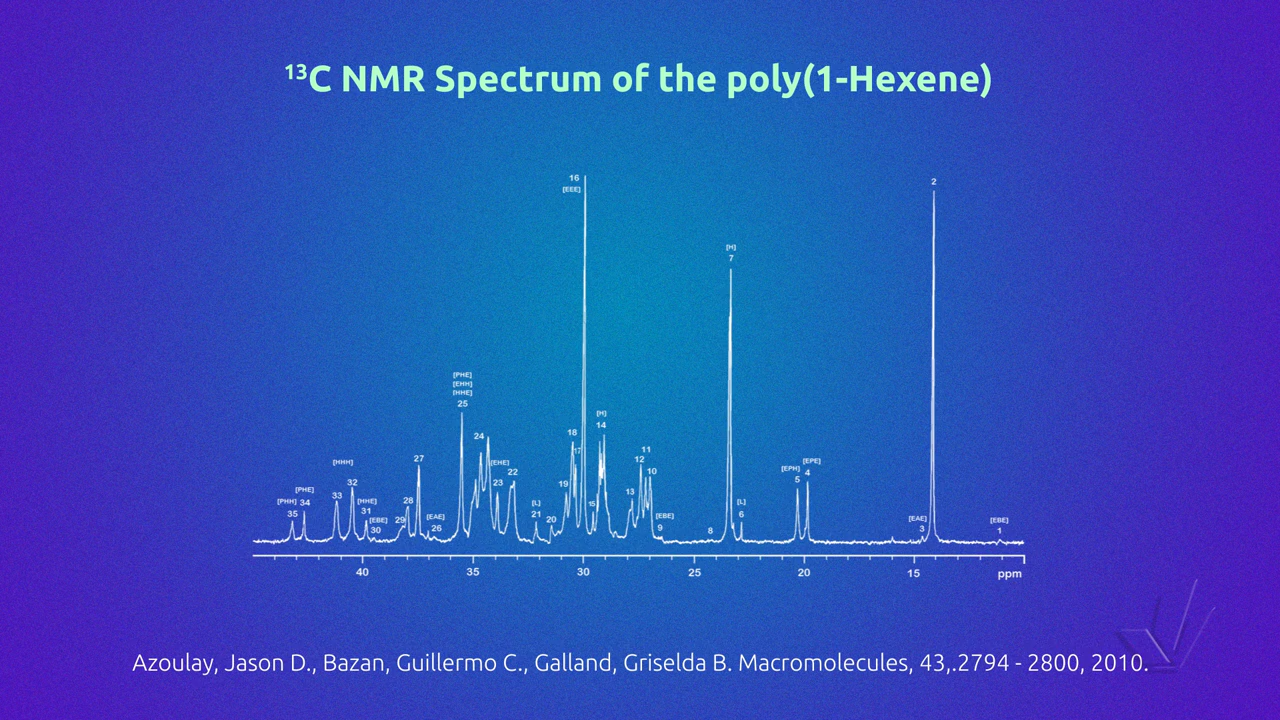 ¹³C NMR Spectrum of the poly(1-Hexene)
16
[EEE]
2
[H]
7
[PHE]
[EHH]
[HHE]
25
[H]
14
24
18
17
[EHE]
23
22
27
[HHH]
33
32
[PHE]
[PHH] 34
35
[HHE]
31
[EBE]
30
29
28
[EAE]
26
[L]
21
20
19
15
13
12
11
10
[EBE]
9
8
[L]
6
[EPH]
5
[EPE]
4
[EAE]
3
[EBE]
1
40 35 30 25 20 15 ppm
Azoulay, Jason D., Bazan, Guillermo C., Galland, Griselda B. Macromolecules, 43,.2794 - 2800, 2010.